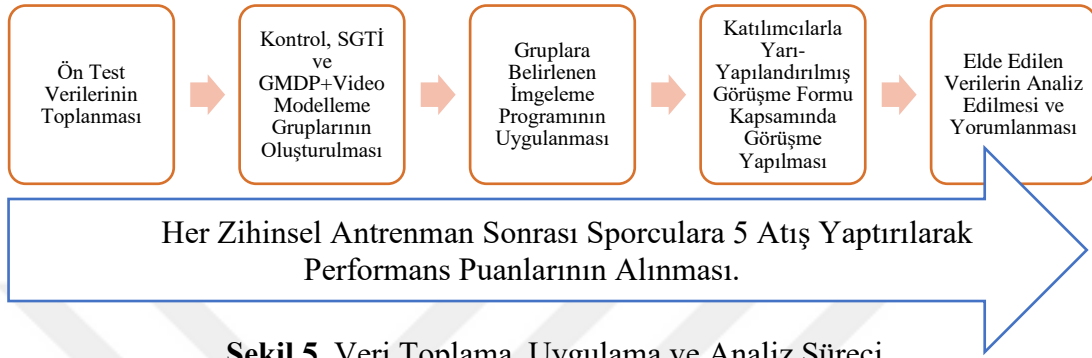 Ön Test
Verilerinin
Toplanması
Kontrol, SGTİ
ve
GMDP+Video
Modelleme
Gruplarının
Oluşturulması
Gruplara
Belirlenen
İmgeleme
Programının
Uygulanması
Katılımcılarla
Yarı-
Yapılandırılmış
Görüşme Formu
Kapsamında
Görüşme
Yapılması
Elde Edilen
Verilerin Analiz
Edilmesi ve
Yorumlanması
Her Zihinsel Antrenman Sonrası Sporculara 5 Atış Yaptırılarak
Performans Puanlarının Alınması.
Şekil 5. Veri Toplama, Uygulama ve Analiz Süreci